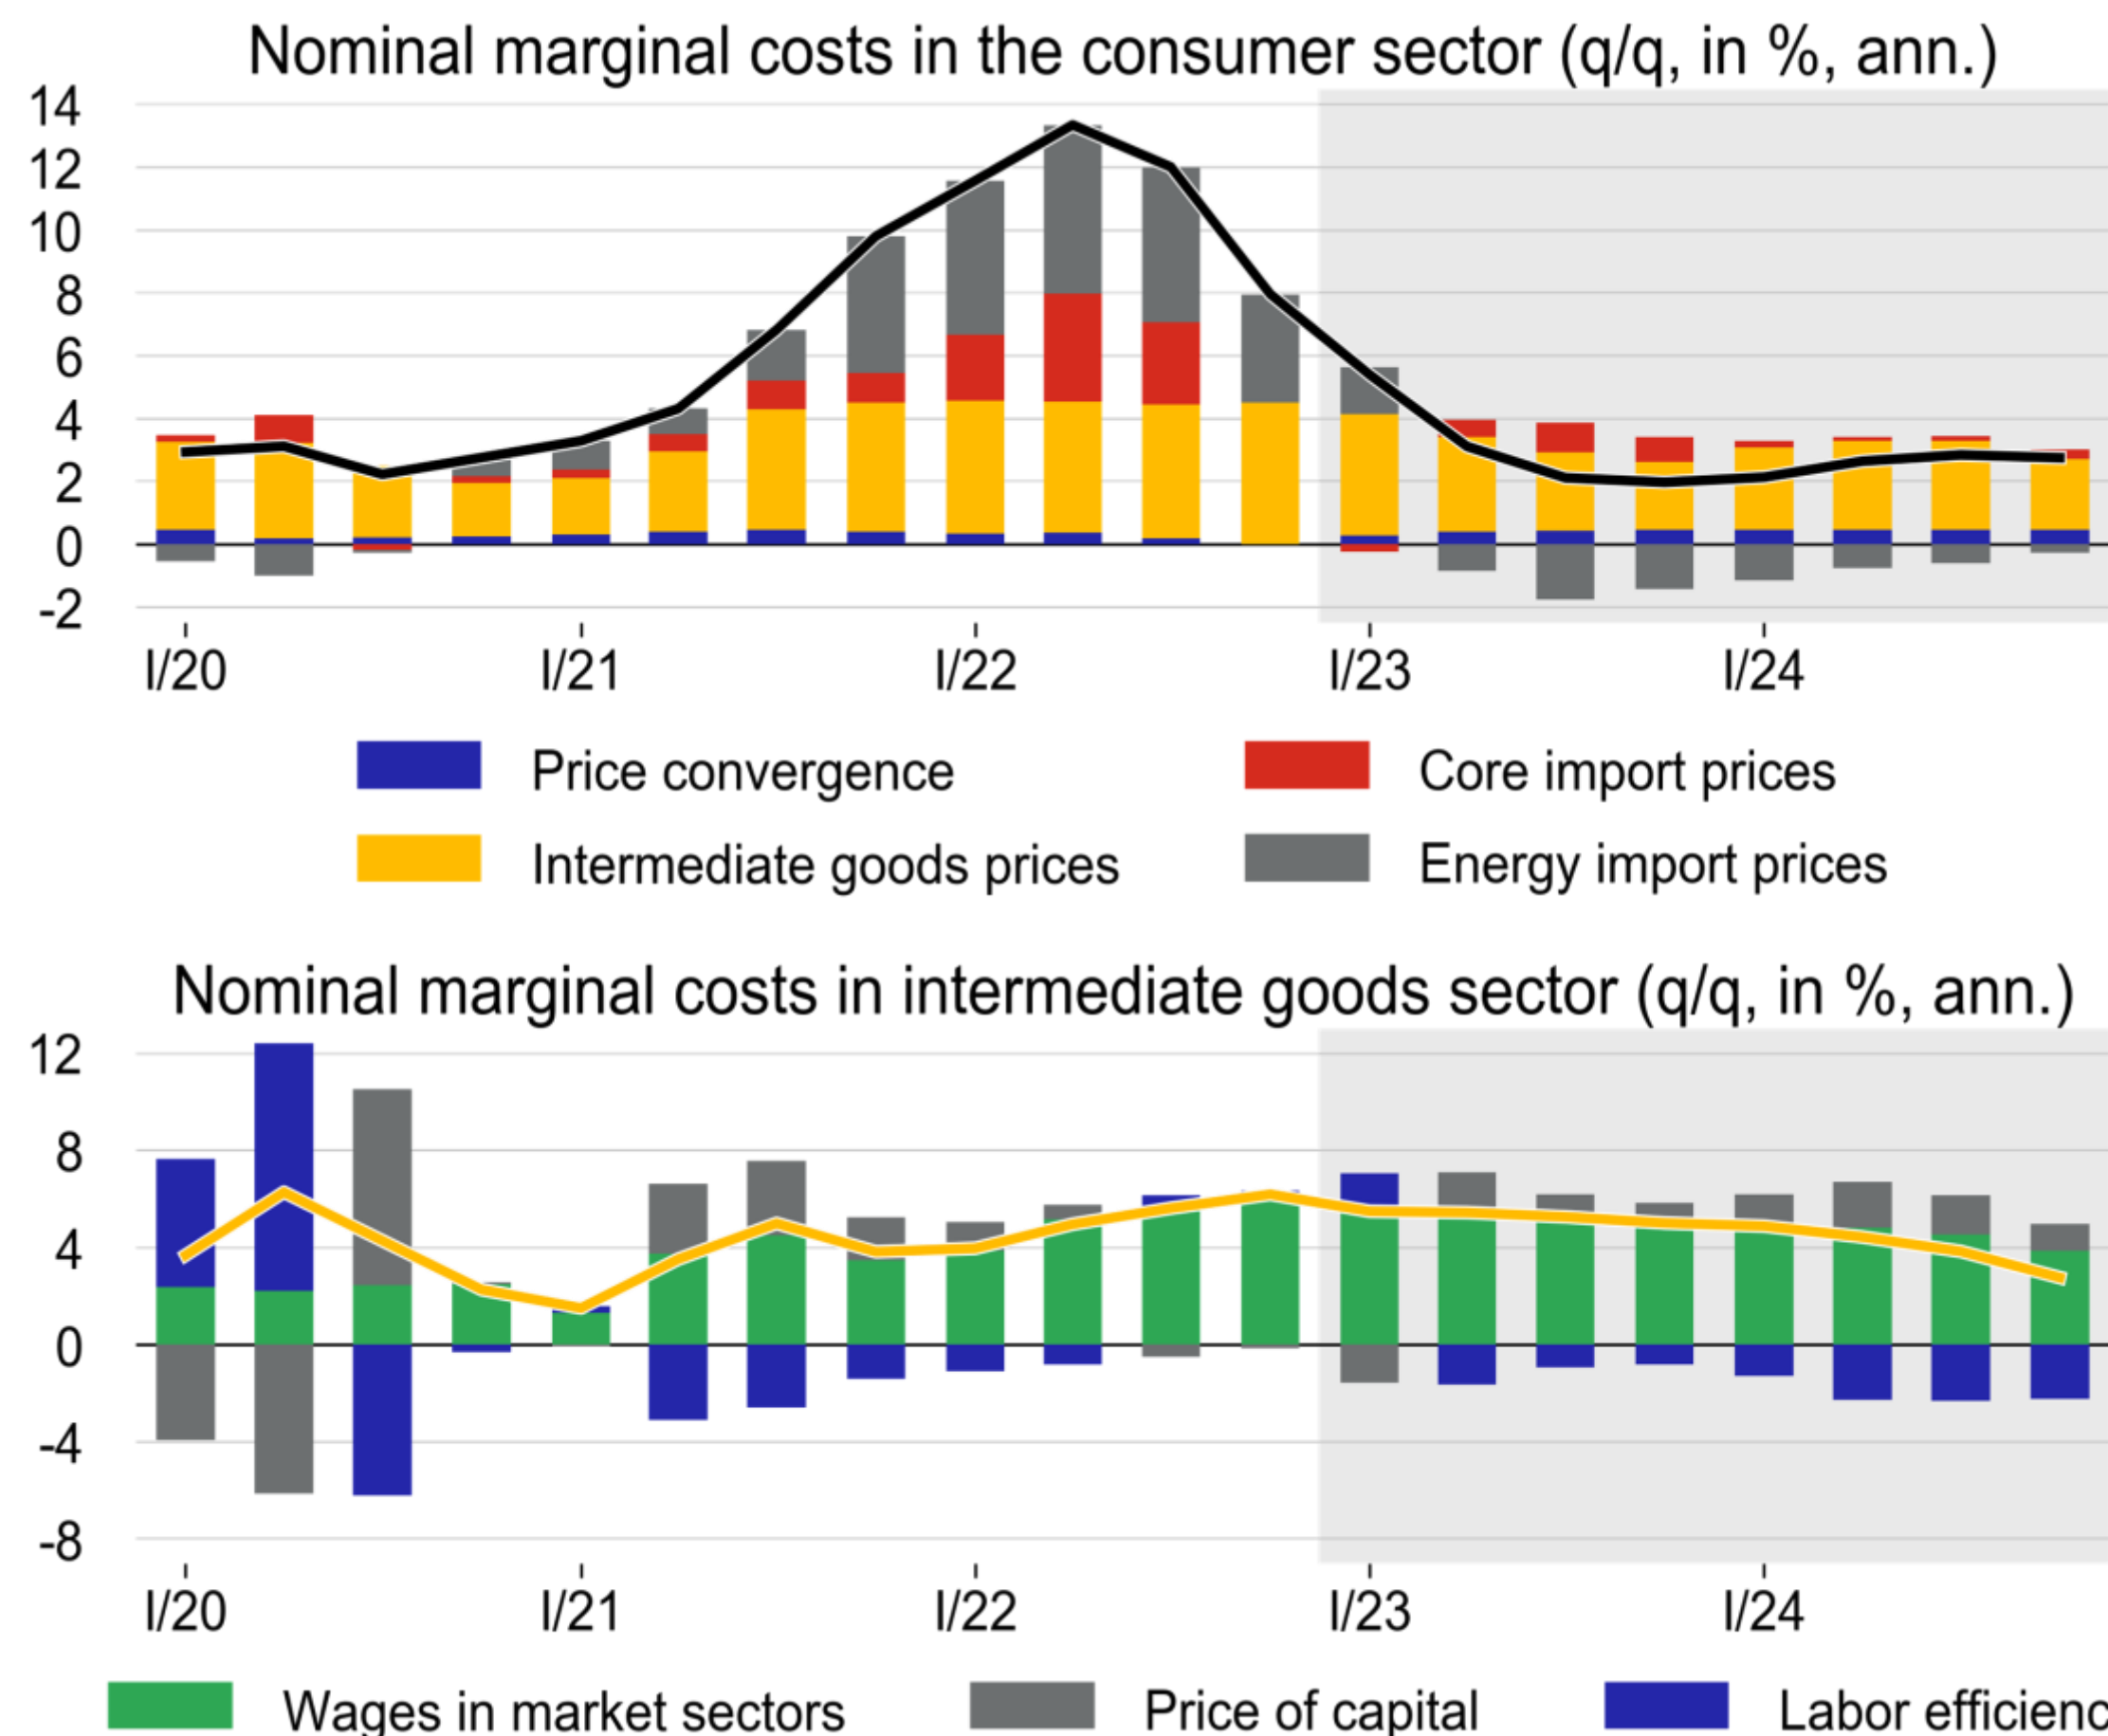 Nominal marginal costs in the consumer sector (q/q, in %, ann.)
14
12
10
8
6
4
2
0
-2
I/20 I/21 I/22 I/23 I/24
Price convergence Core import prices
Intermediate goods prices Energy import prices
Nominal marginal costs in intermediate goods sector (q/q, in %, ann.)
12
8
4
0
-4
-8
I/20 I/21 I/22 I/23 I/24
Wages in market sectors Price of capital Labor efficienc